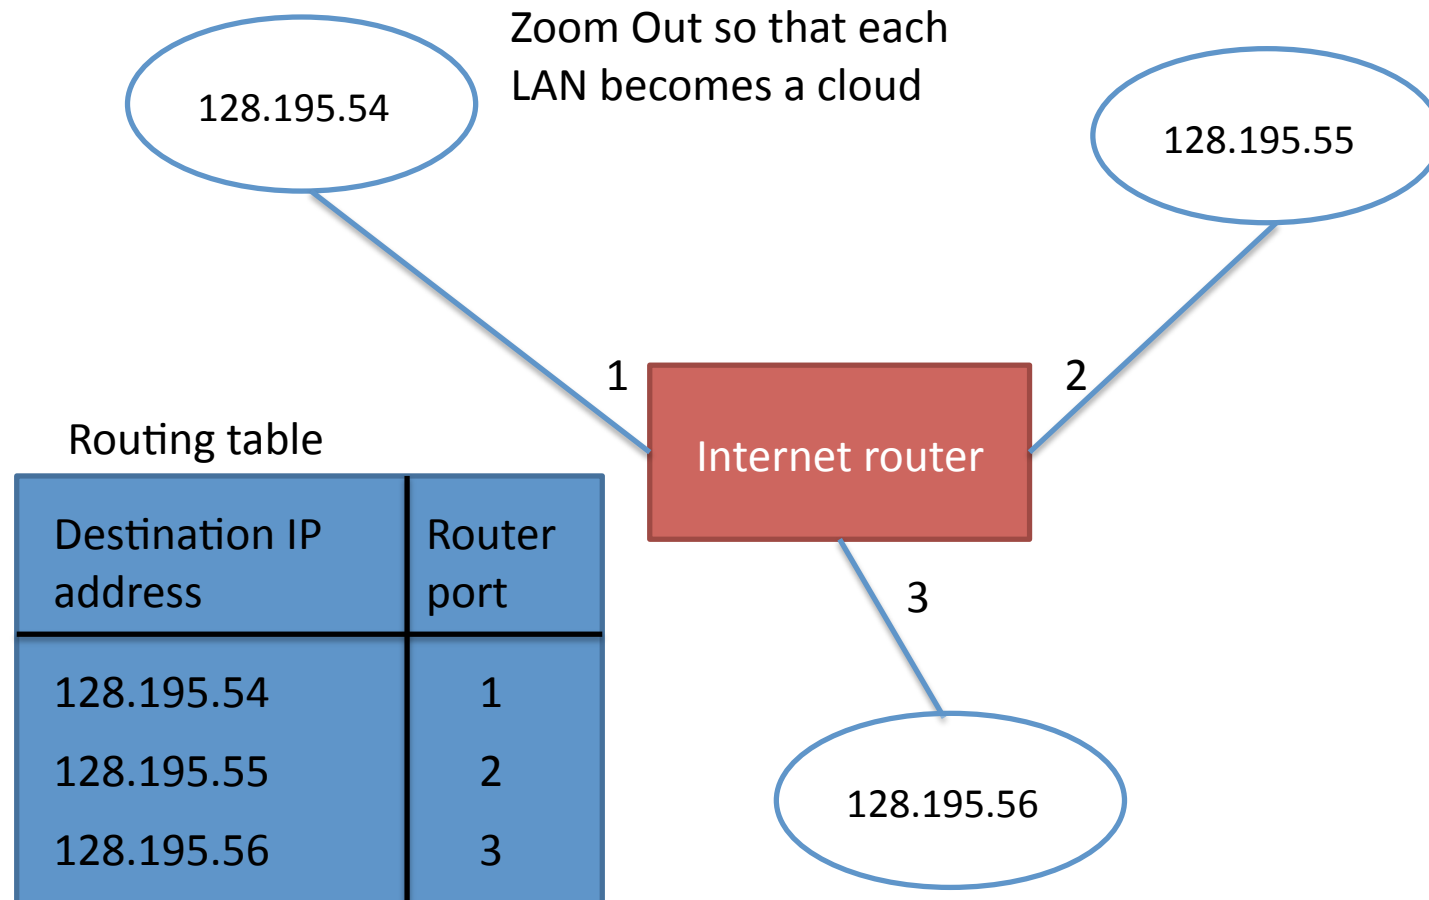 Zoom Out so that each
LAN becomes a cloud
128.195.54
128.195.55
1
2
Internet router
3
128.195.56
Routing table
Destination IP address
Router port
128.195.54 1
128.195.55 2
128.195.56 3